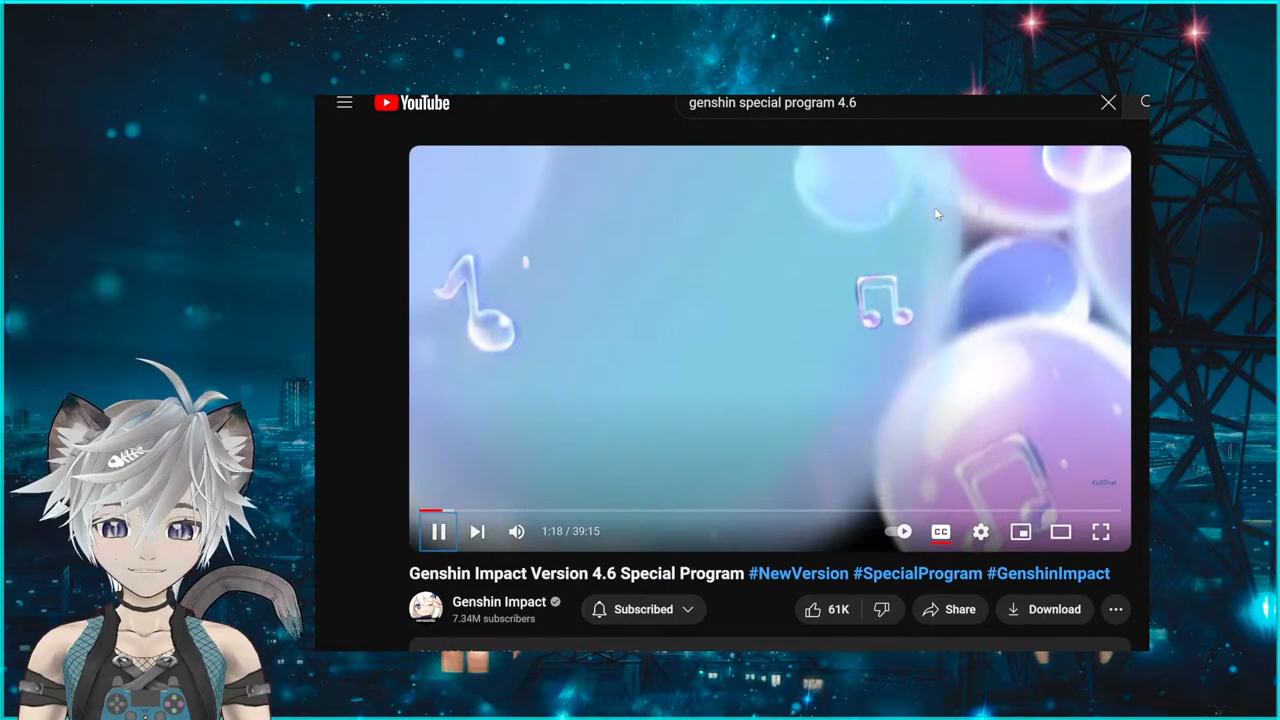 YouTube
genshin special program 4.6
1:18 / 39:15
CC
Genshin Impact Version 4.6 Special Program #NewVersion #SpecialProgram #GenshinImpact
Genshin Impact
7.34M subscribers
Subscribed
61K
Share
Download